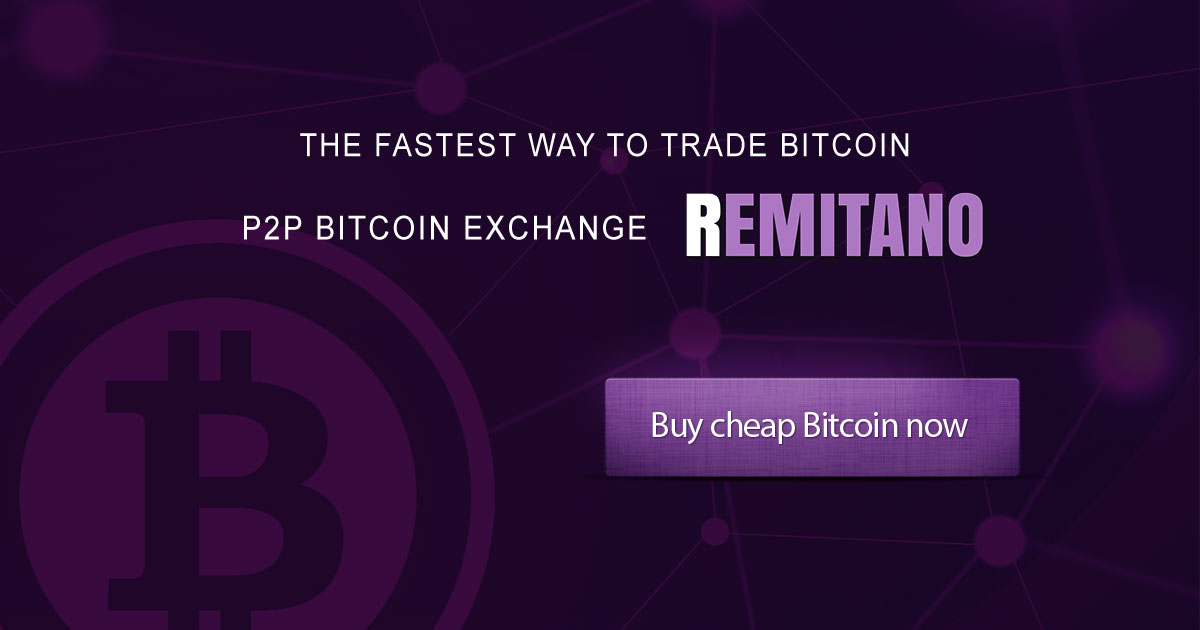 THE FASTEST WAY TO TRADE BITCOIN
P2P BITCOIN EXCHANGE REMITANO
Buy cheap Bitcoin now